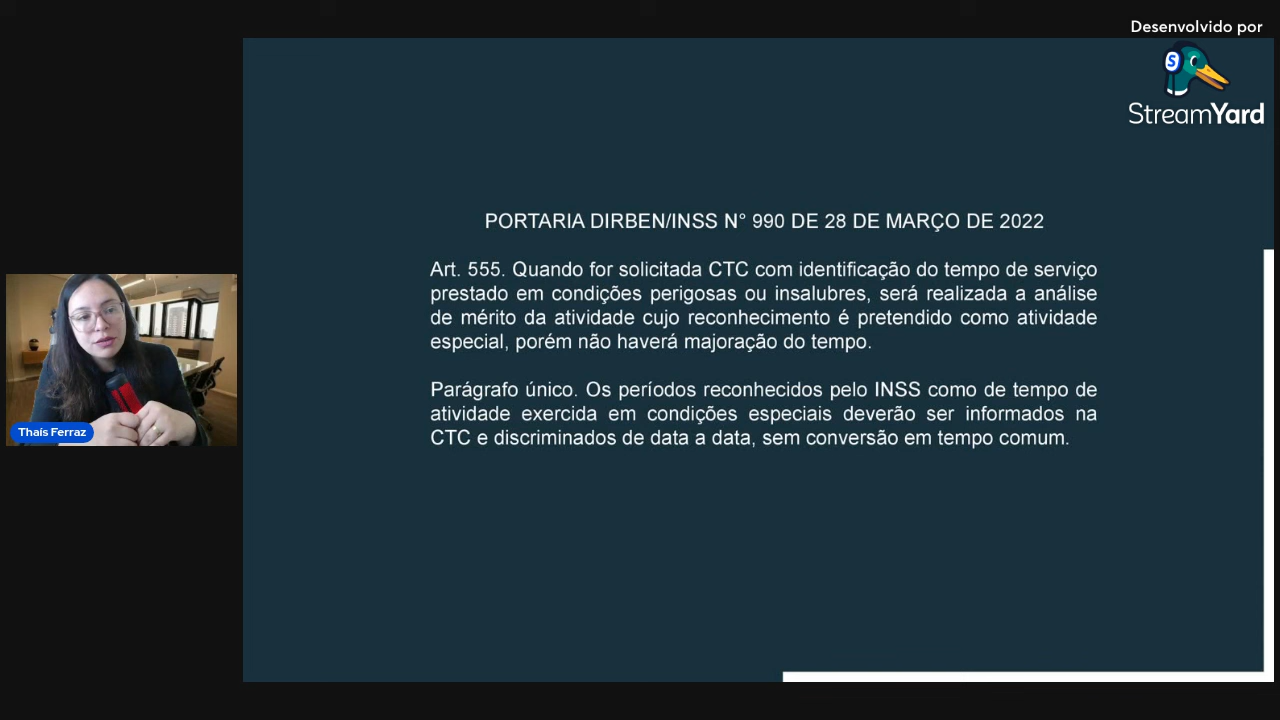 Desenvolvido por
S
StreamYard
PORTARIA DIRBEN/INSS N° 990 DE 28 DE MARÇO DE 2022
Art. 555. Quando for solicitada CTC com identificação do tempo de serviço
prestado em condições perigosas ou insalubres, será realizada a análise
de mérito da atividade cujo reconhecimento é pretendido como atividade
especial, porém não haverá majoração do tempo.
Parágrafo único. Os períodos reconhecidos pelo INSS como de tempo de
atividade exercida em condições especiais deverão ser informados na
CTC e discriminados de data a data, sem conversão em tempo comum.
Thaís Ferraz